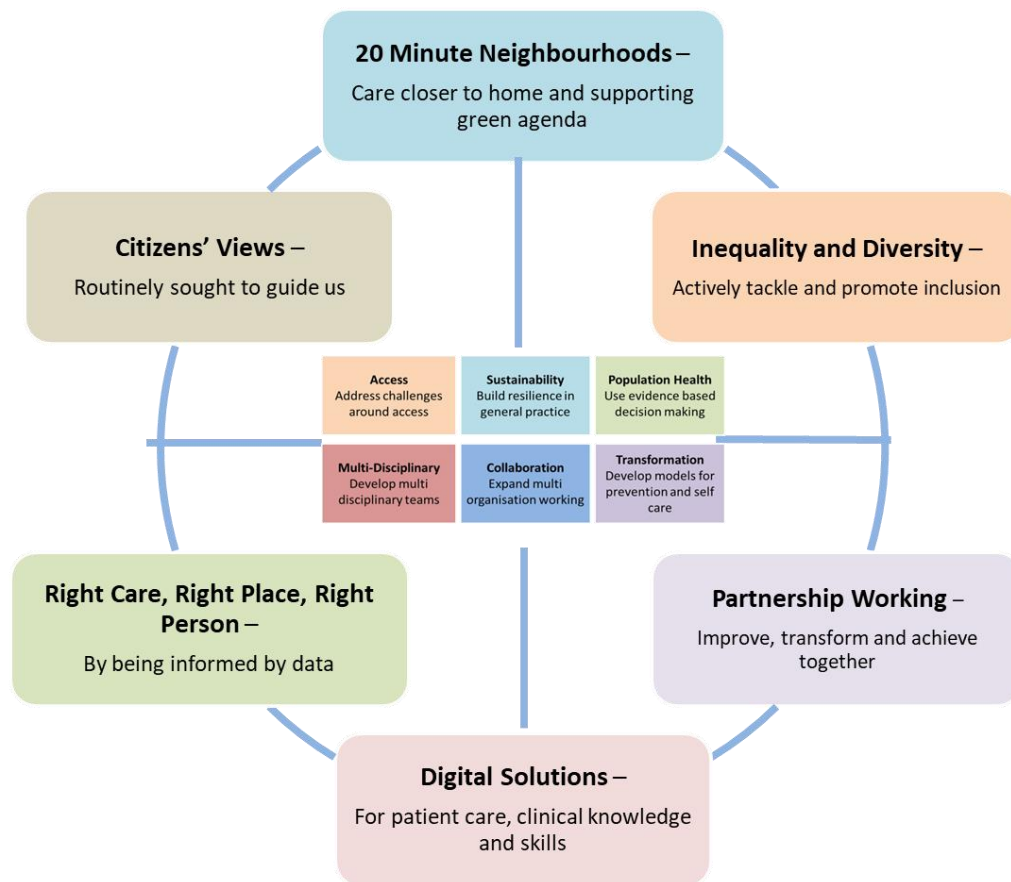 20 Minute Neighbourhoods –
Care closer to home and supporting
green agenda
Citizens’ Views –
Routinely sought to guide us
Inequality and Diversity –
Actively tackle and promote inclusion
Access
Address challenges
around access
Sustainability
Build resilience in
general practice
Population Health
Use evidence based
decision making
Multi-Disciplinary
Develop multi
disciplinary teams
Collaboration
Expand multi
organisation working
Transformation
Develop models for
prevention and self
care
Right Care, Right Place, Right
Person –
By being informed by data
Partnership Working –
Improve, transform and achieve
together
Digital Solutions –
For patient care, clinical knowledge
and skills